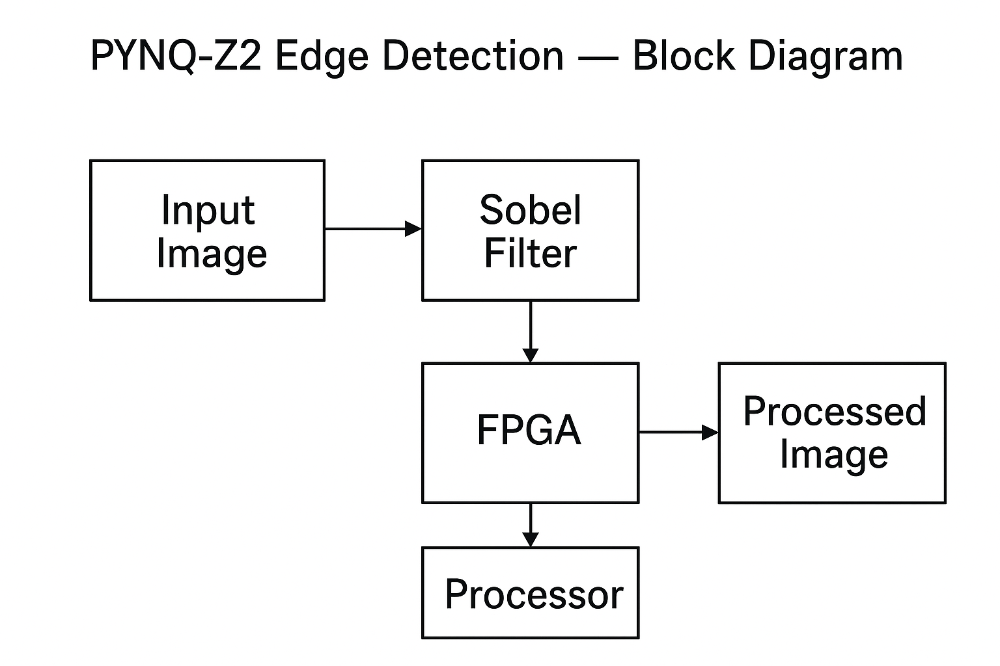 PYNQ-Z2 Edge Detection — Block Diagram
Input
Image
Sobel
Filter
FPGA
Processed
Image
Processor